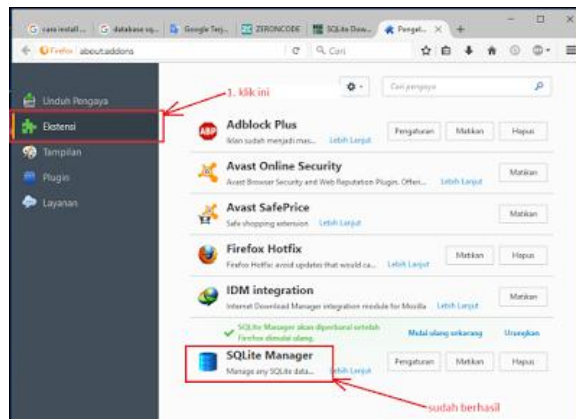 cara install...
database sq...
Google Terj...
ZERONCODE
SQLite Dow...
Pengel...
Firefox
about:addons
Cari
1. klik ini
Cari pengaya
Unduh Pengaya
Ekstensi
Tampilan
Plugin
Layanan
Adblock Plus
Iklan sudah menjadi mas... Lebih Lanjut
Pengaturan Matikan Hapus
Avast Online Security
Avast Browser Security and Web Reputation Plugin. Offer... Lebih Lanjut
Matikan
Avast SafePrice
Safe shopping extension Lebih Lanjut
Matikan
Firefox Hotfix
Firefox Hotfix: avoid updates that would ca... Lebih Lanjut
Matikan Hapus
IDM integration
Internet Download Manager integration module for Mozilla Lebih Lanjut
Matikan
SQLite Manager akan diperbarui setelah
Firefox dimulai ulang.
Mulai ulang sekarang Urungkan
SQLite Manager
Manage any SQLite data... Lebih Lanjut
Pengaturan Matikan Hapus
sudah berhasil